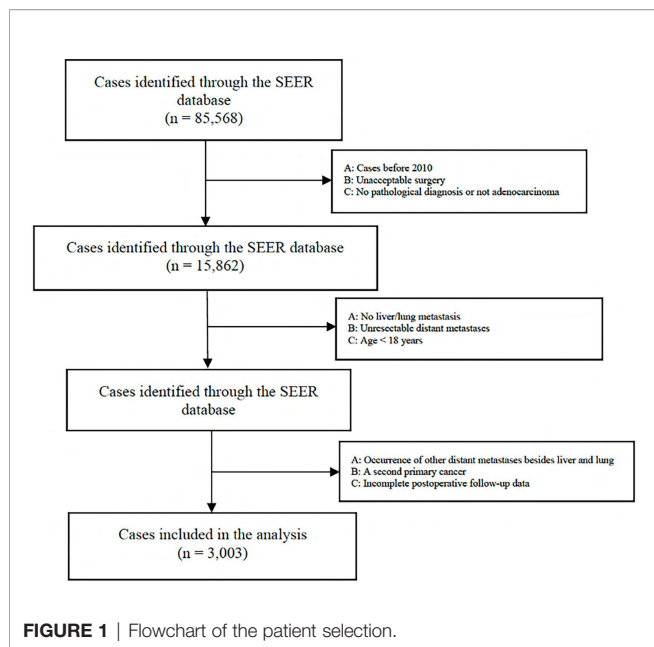 Cases identified through the SEER
database
(n = 85,568)
A: Cases before 2010
B: Unacceptable surgery
C: No pathological diagnosis or not adenocarcinoma
Cases identified through the SEER database
(n = 15,862)
A: No liver/lung metastasis
B: Unresectable distant metastases
C: Age < 18 years
Cases identified through the SEER
database
A: Occurrence of other distant metastases besides liver and lung
B: A second primary cancer
C: Incomplete postoperative follow-up data
Cases included in the analysis
(n = 3,003)
FIGURE 1 | Flowchart of the patient selection.